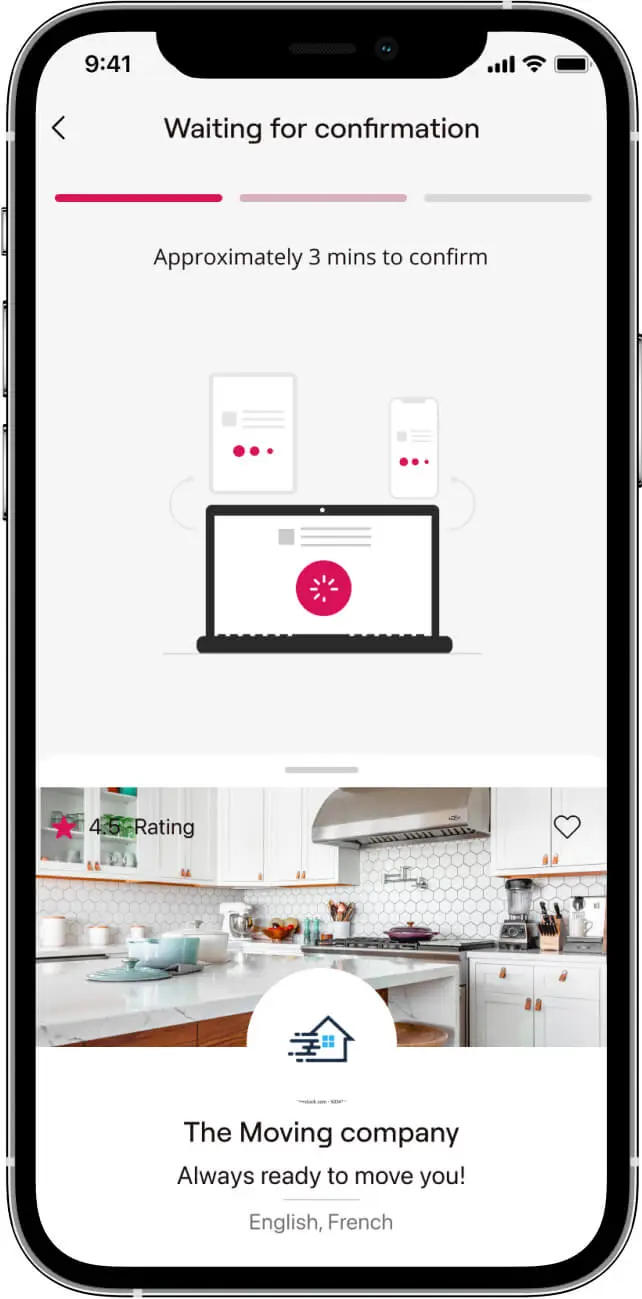 9:41
Waiting for confirmation
Approximately 3 mins to confirm
4.5 Rating
The Moving company
Always ready to move you!
English, French